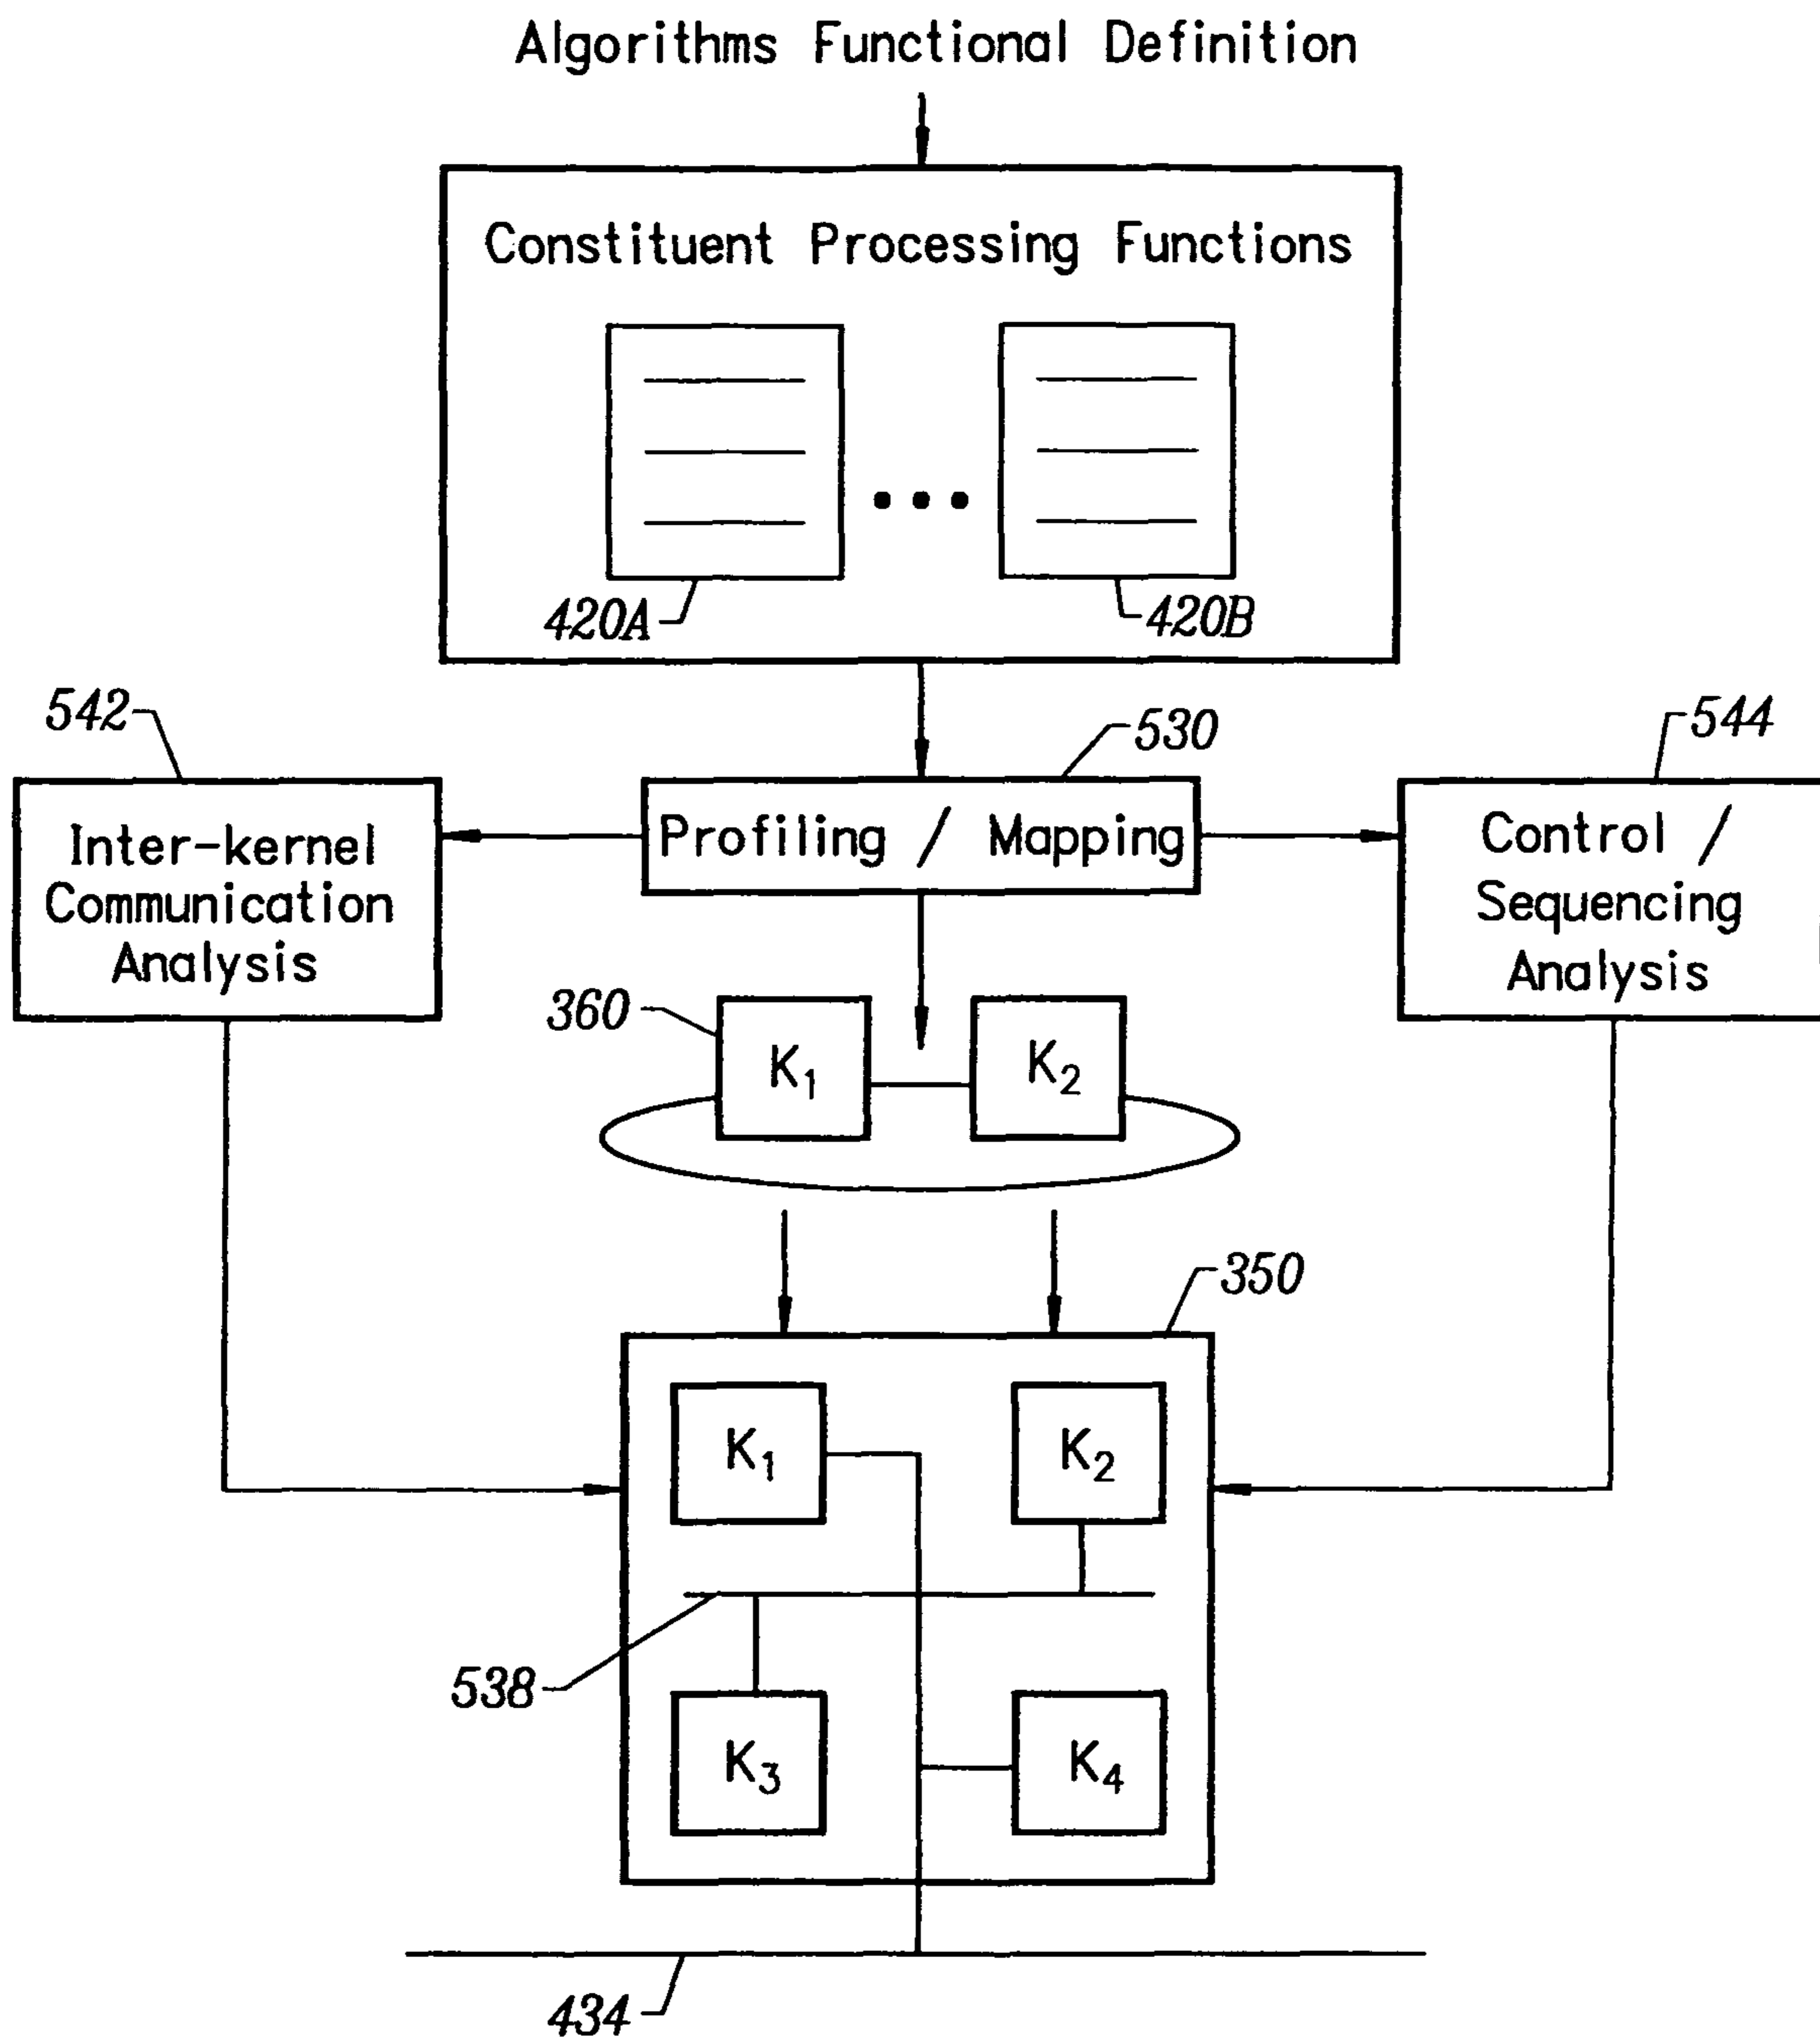 Algorithms Functional Definition
Constituent Processing Functions
420A
420B
542
530
544
Inter-kernel
Communication
Analysis
Profiling / Mapping
Control /
Sequencing
Analysis
360
K1
K2
350
K1
K2
538
K3
K4
434